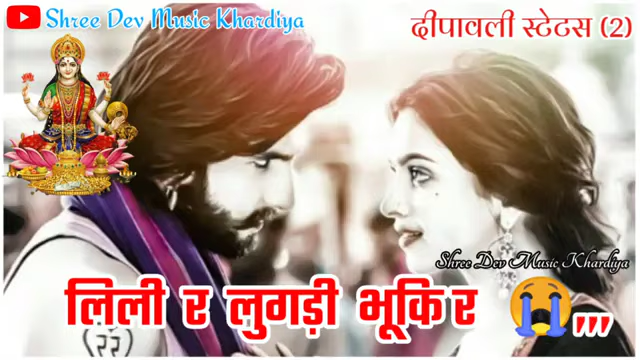 Shree Dev Music Khardiya
दीपावली स्टेटस (2)
Shree Dev Music Khardiya
लिली र लुगड़ी भूकि र 😭,,,